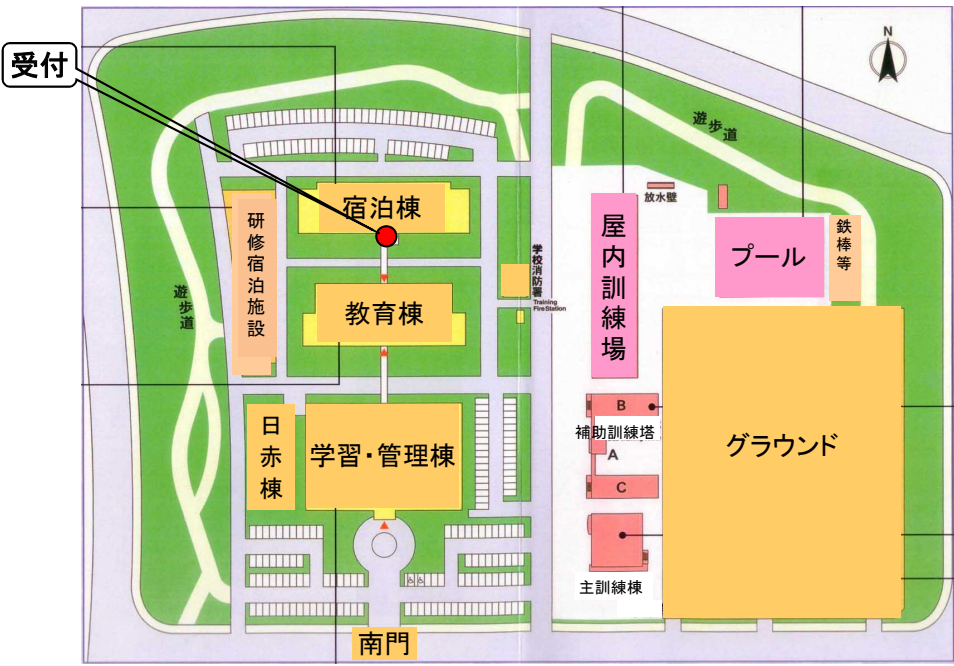 受付
N
遊歩道
放水壁
宿泊棟
研修宿泊施設
屋内訓練場
プール
鉄棒等
学校消防署
Training
FireStation
遊歩道
教育棟
B
補助訓練塔
A
C
グラウンド
日赤棟
学習・管理棟
主訓練棟
南門